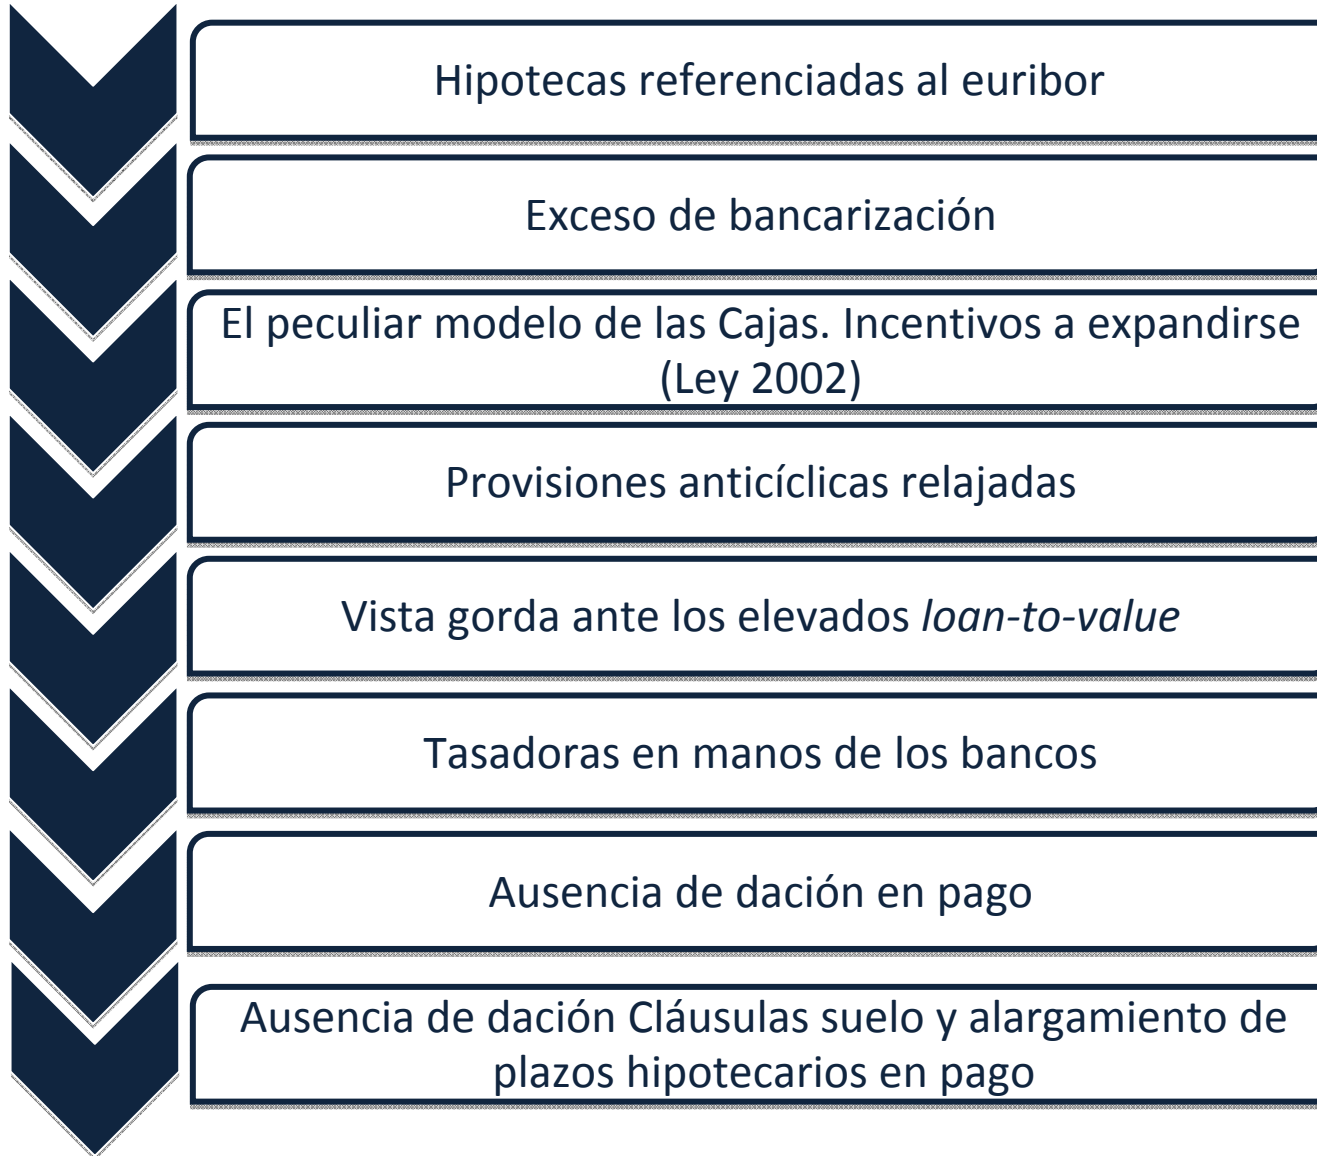 Hipotecas referenciadas al euribor
Exceso de bancarización
El peculiar modelo de las Cajas. Incentivos a expandirse
(Ley 2002)
Provisiones anticíclicas relajadas
Vista gorda ante los elevados loan-to-value
Tasadoras en manos de los bancos
Ausencia de dación en pago
Ausencia de dación Cláusulas suelo y alargamiento de
plazos hipotecarios en pago